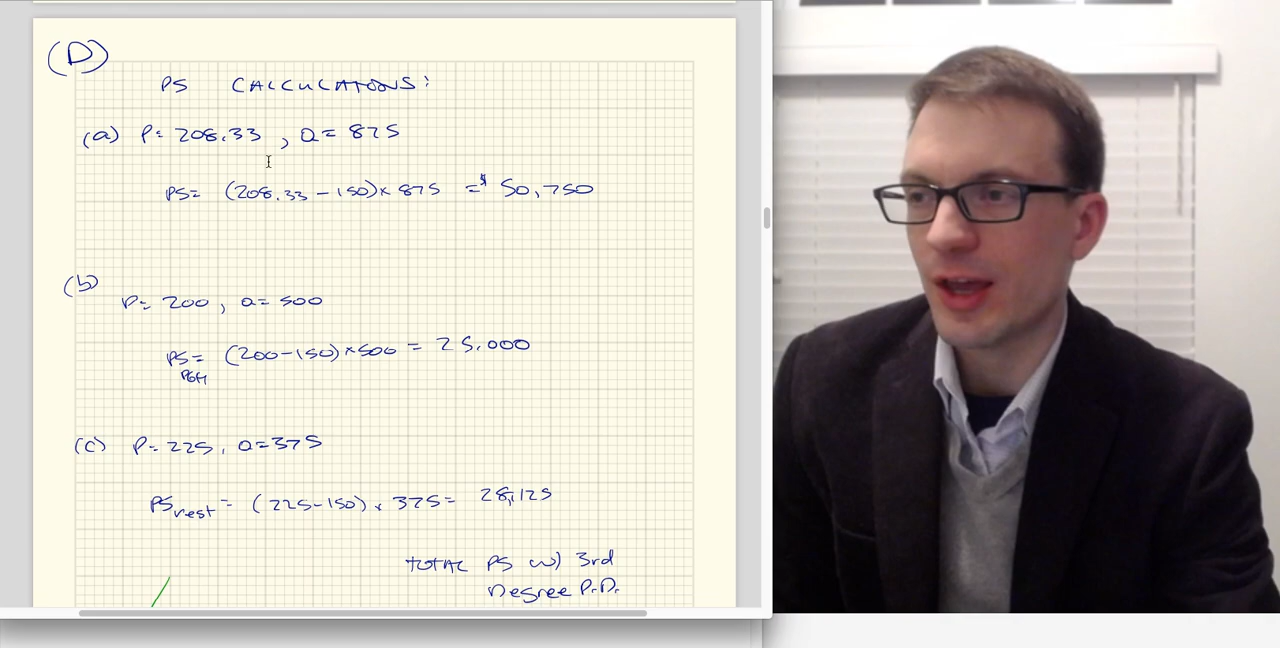 (D)
PS CALCULATIONS:
(a) P= 208.33 , Q= 875
PS= (208.33 - 150)× 875 = $ 50,750
(b)
P= 200 , Q= 500
PS= (200-150)×500 = 25,000
PGH
(c) P= 225, Q=375
PSrest = (225-150) × 375= 28,125
TOTAL PS w/ 3rd
Degree P.D.